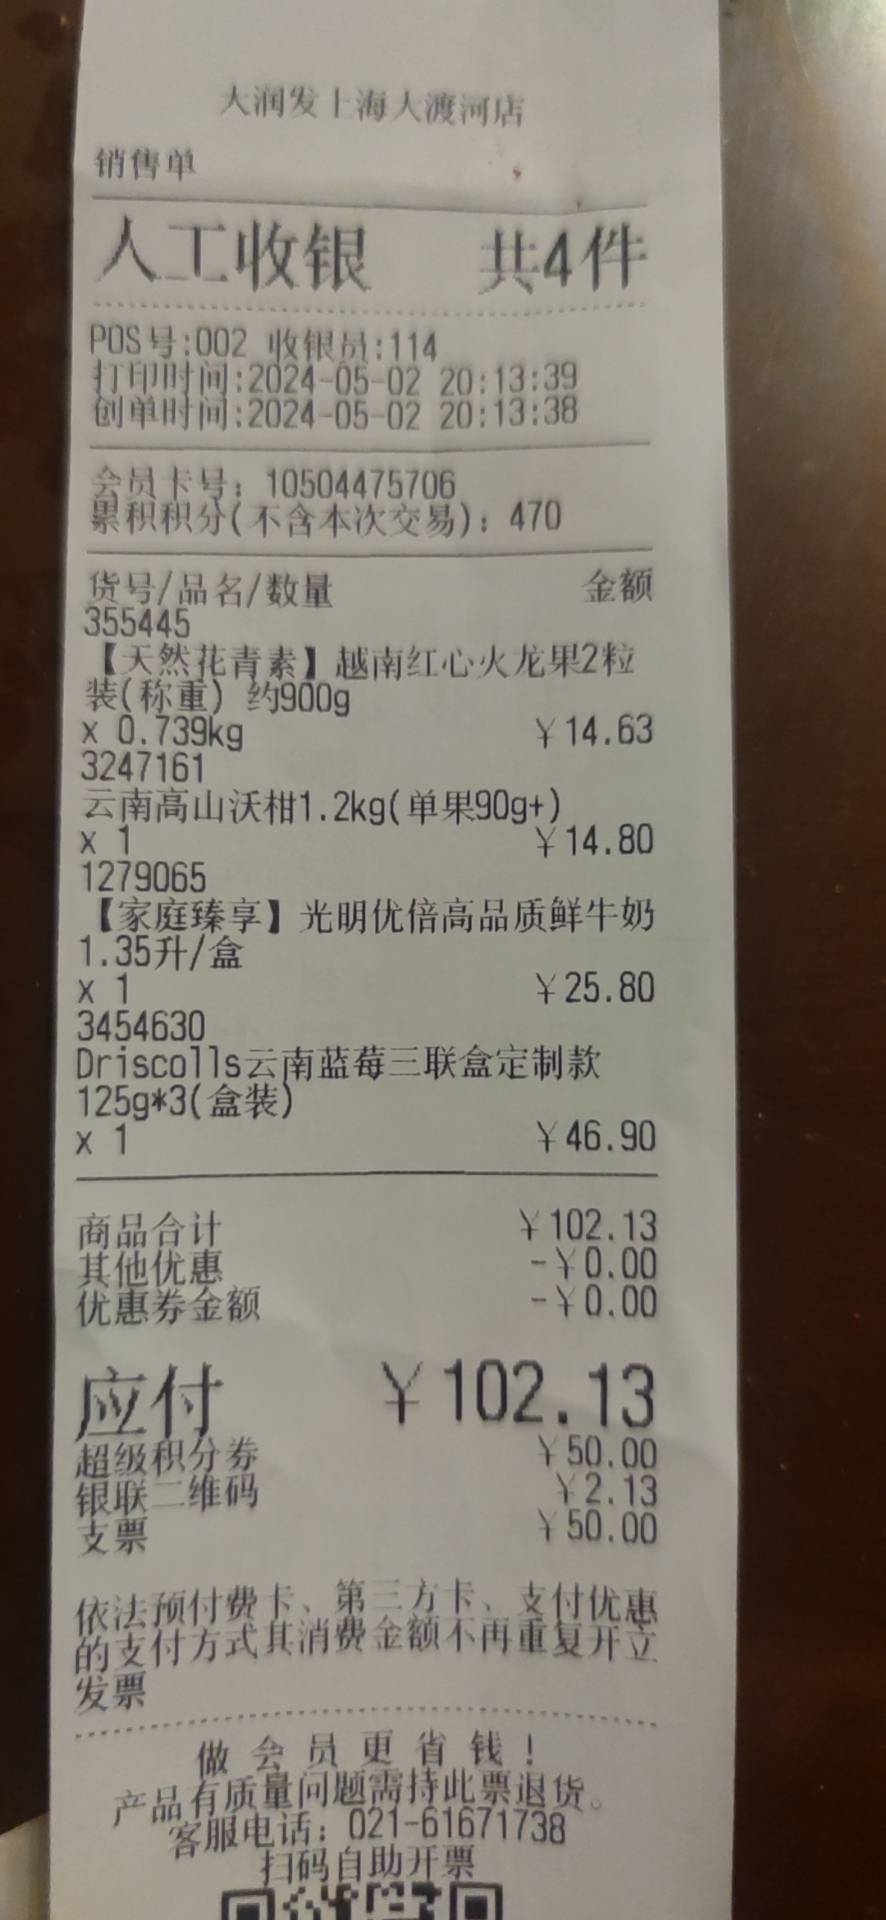 大润发上海大渡河店
销售单
人工收银 共4件
POS号:002 收银员:114
打印时间:2024-05-02 20:13:39
创单时间:2024-05-02 20:13:38
会员卡号: 10504475706
累积积分(不含本次交易): 470
货号/品名/数量 金额
355445
【天然花青素】越南红心火龙果2粒
装(称重) 约900g
x 0.739kg ￥14.63
3247161
云南高山沃柑1.2kg(单果90g+)
x 1 ￥14.80
1279065
【家庭臻享】光明优倍高品质鲜牛奶
1.35升/盒
x 1 ￥25.80
3454630
Driscolls云南蓝莓三联盒定制款
125g*3(盒装)
x 1 ￥46.90
商品合计 ￥102.13
其他优惠 -￥0.00
优惠券金额 -￥0.00
应付 ￥102.13
超级积分券 ￥50.00
银联二维码 ￥2.13
支票 ￥50.00
依法预付费卡、第三方卡、支付优惠
的支付方式其消费金额不再重复开立
发票
做会员更省钱!
产品有质量问题需持此票退货。
客服电话: 021-61671738
扫码自助开票